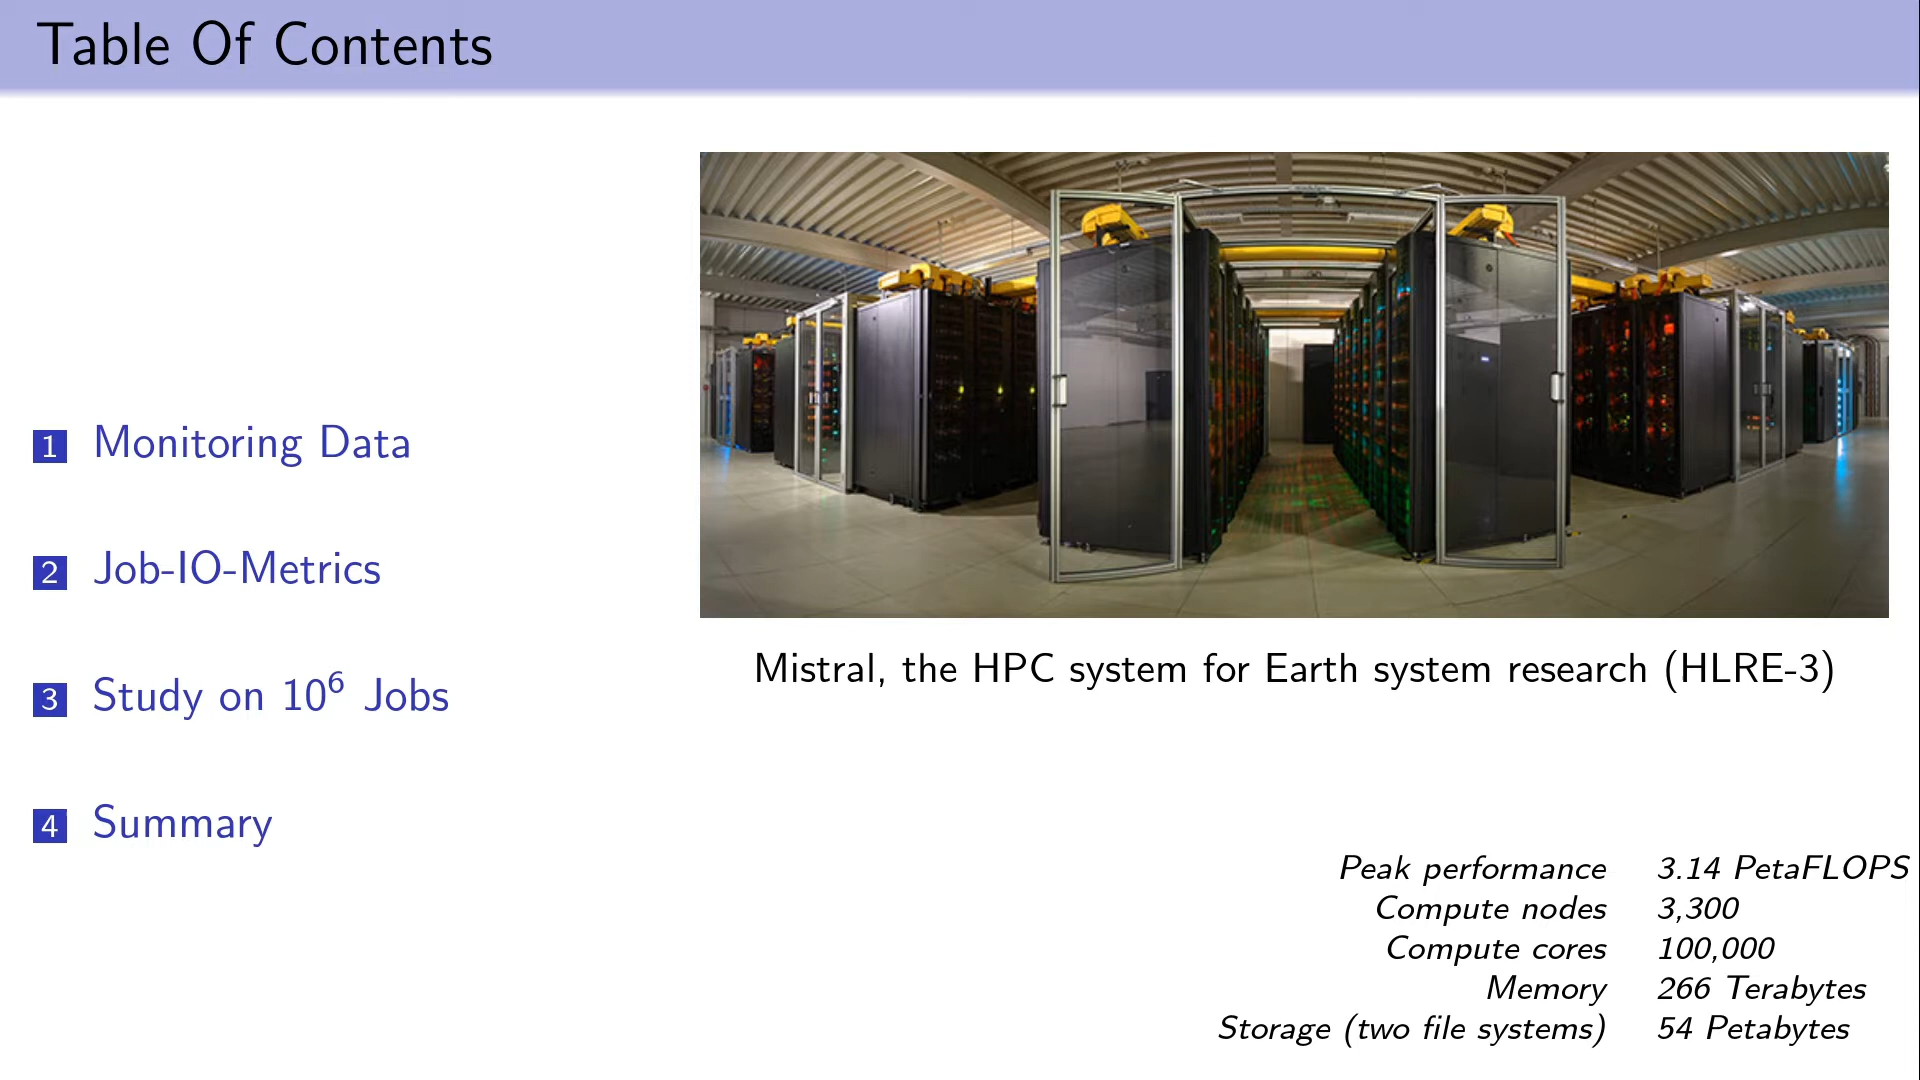 Table Of Contents
1 Monitoring Data
2 Job-IO-Metrics
3 Study on 10⁶ Jobs
4 Summary
Mistral, the HPC system for Earth system research (HLRE-3)
Peak performance 3.14 PetaFLOPS
Compute nodes 3,300
Compute cores 100,000
Memory 266 Terabytes
Storage (two file systems) 54 Petabytes